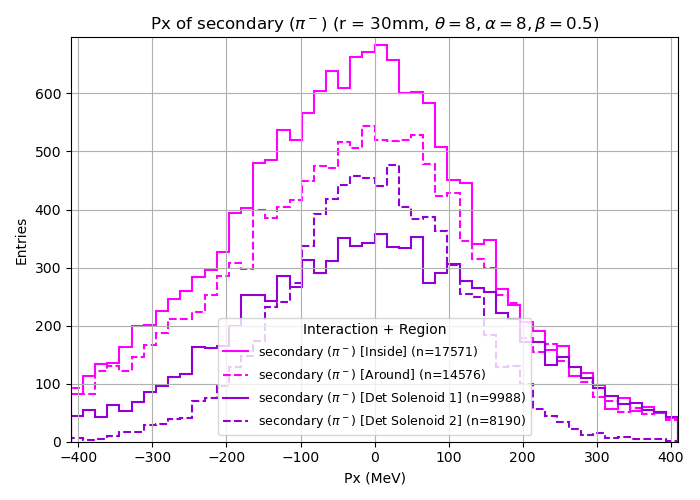 Px of secondary (π⁻) (r = 30mm, θ = 8, α = 8, β = 0.5)
Entries
600
500
400
300
200
100
0
Interaction + Region
secondary (π⁻) [Inside] (n=17571)
secondary (π⁻) [Around] (n=14576)
secondary (π⁻) [Det Solenoid 1] (n=9988)
secondary (π⁻) [Det Solenoid 2] (n=8190)
−400 −300 −200 −100 0 100 200 300 400
Px (MeV)